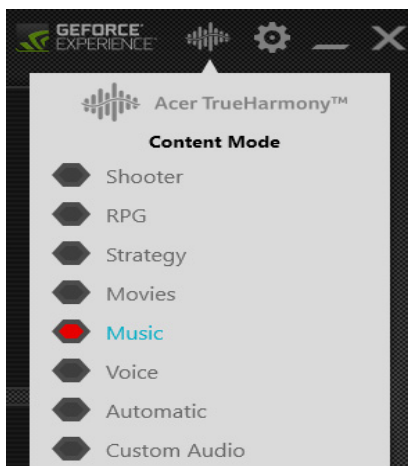 GEFORCE
EXPERIENCE
Acer TrueHarmony™
Content Mode
Shooter
RPG
Strategy
Movies
Music
Voice
Automatic
Custom Audio